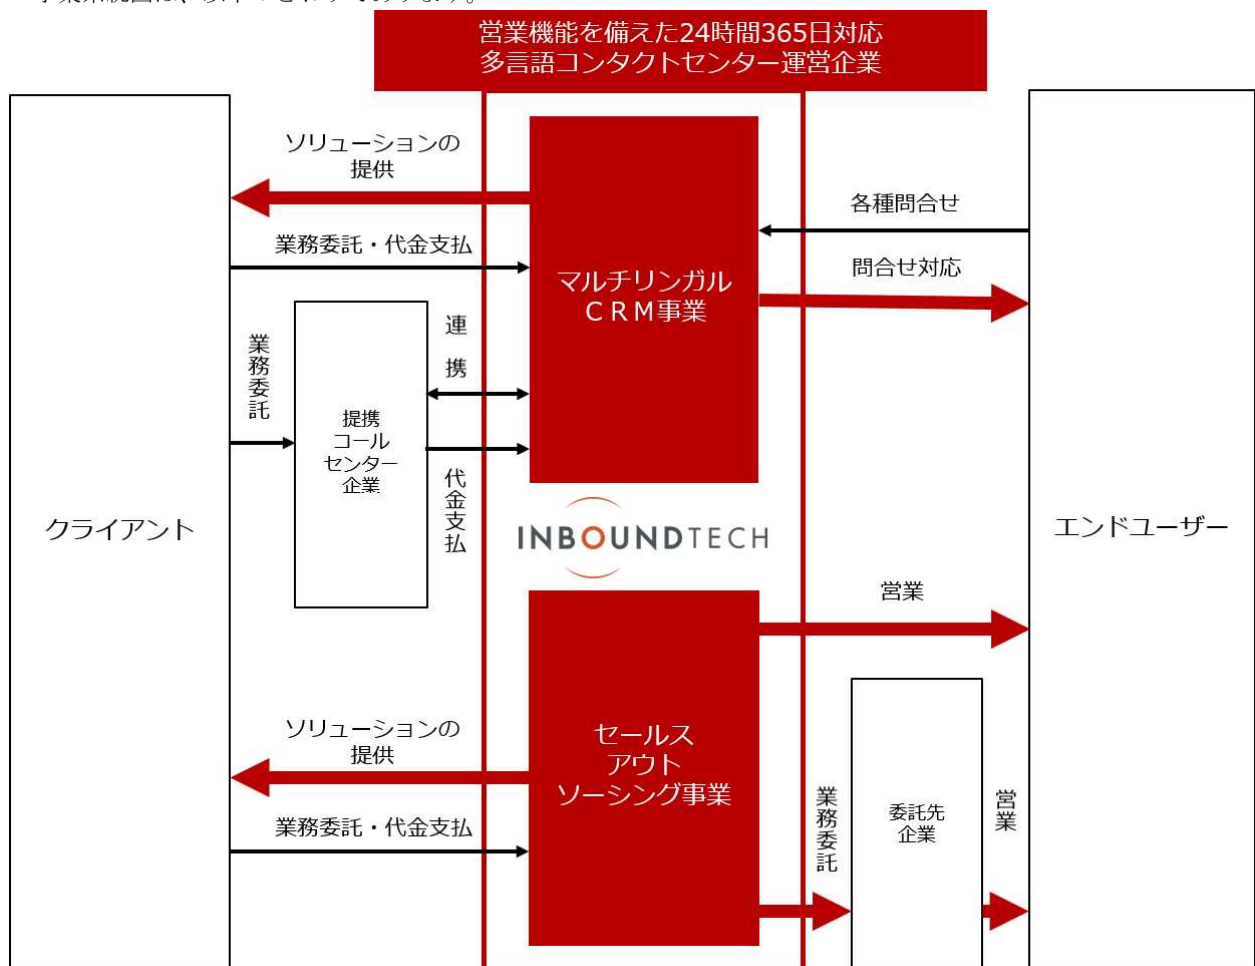 営業機能を備えた24時間365日対応
多言語コンタクトセンター運営企業
ソリューションの
提供
業務委託・代金支払
各種問合せ
問合せ対応
マルチリンガル
ＣＲＭ事業
連携
業務委託
提携
コール
センター
企業
代金支払
クライアント
INBOUNDTECH
エンドユーザー
営業
ソリューションの
提供
業務委託・代金支払
セールス
アウト
ソーシング事業
業務委託
委託先
企業
営業